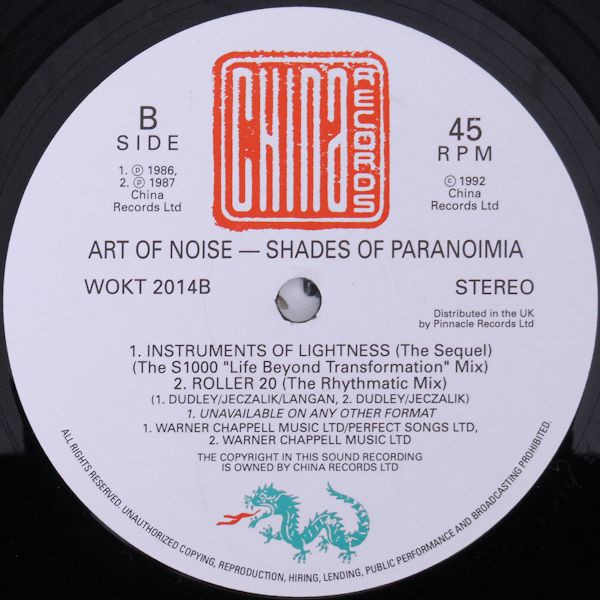 CHINA
RECORDS
B
SIDE
1. ℗ 1986,
2. ℗ 1987
China
Records Ltd
45
RPM
© 1992
China
Records Ltd
ART OF NOISE — SHADES OF PARANOIMIA
WOKT 2014B
STEREO
Distributed in the UK
by Pinnacle Records Ltd
1. INSTRUMENTS OF LIGHTNESS (The Sequel)
(The S1000 "Life Beyond Transformation" Mix)
2. ROLLER 20 (The Rhythmatic Mix)
(1. DUDLEY/JECZALIK/LANGAN, 2. DUDLEY/JECZALIK)
1. UNAVAILABLE ON ANY OTHER FORMAT
1. WARNER CHAPPELL MUSIC LTD/PERFECT SONGS LTD,
2. WARNER CHAPPELL MUSIC LTD
THE COPYRIGHT IN THIS SOUND RECORDING
IS OWNED BY CHINA RECORDS LTD
ALL RIGHTS RESERVED. UNAUTHORIZED COPYING, REPRODUCTION, HIRING, LENDING, PUBLIC PERFORMANCE AND BROADCASTING PROHIBITED.